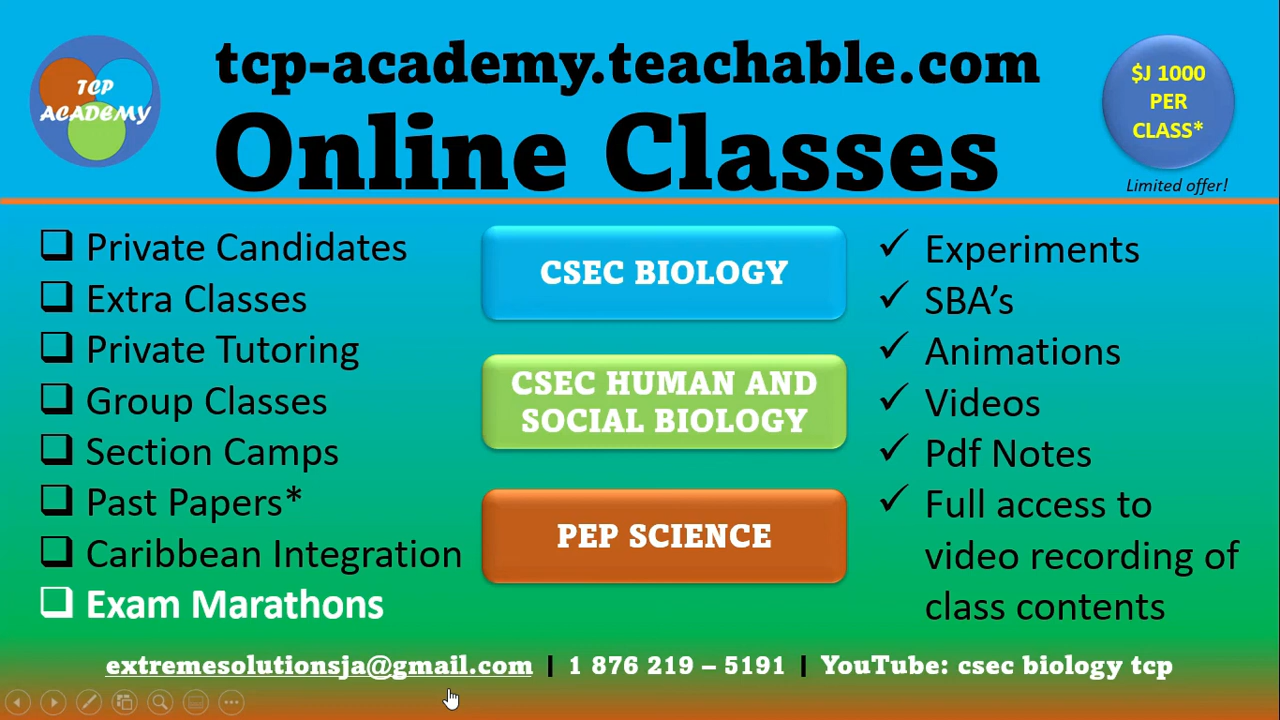 TCP
ACADEMY
tcp-academy.teachable.com
Online Classes
$J 1000
PER
CLASS*
Limited offer!
Private Candidates
Extra Classes
Private Tutoring
Group Classes
Section Camps
Past Papers*
Caribbean Integration
Exam Marathons
CSEC BIOLOGY
CSEC HUMAN AND
SOCIAL BIOLOGY
PEP SCIENCE
Experiments
SBA’s
Animations
Videos
Pdf Notes
Full access to
video recording of
class contents
extremesolutionsja@gmail.com | 1 876 219 – 5191 | YouTube: csec biology tcp